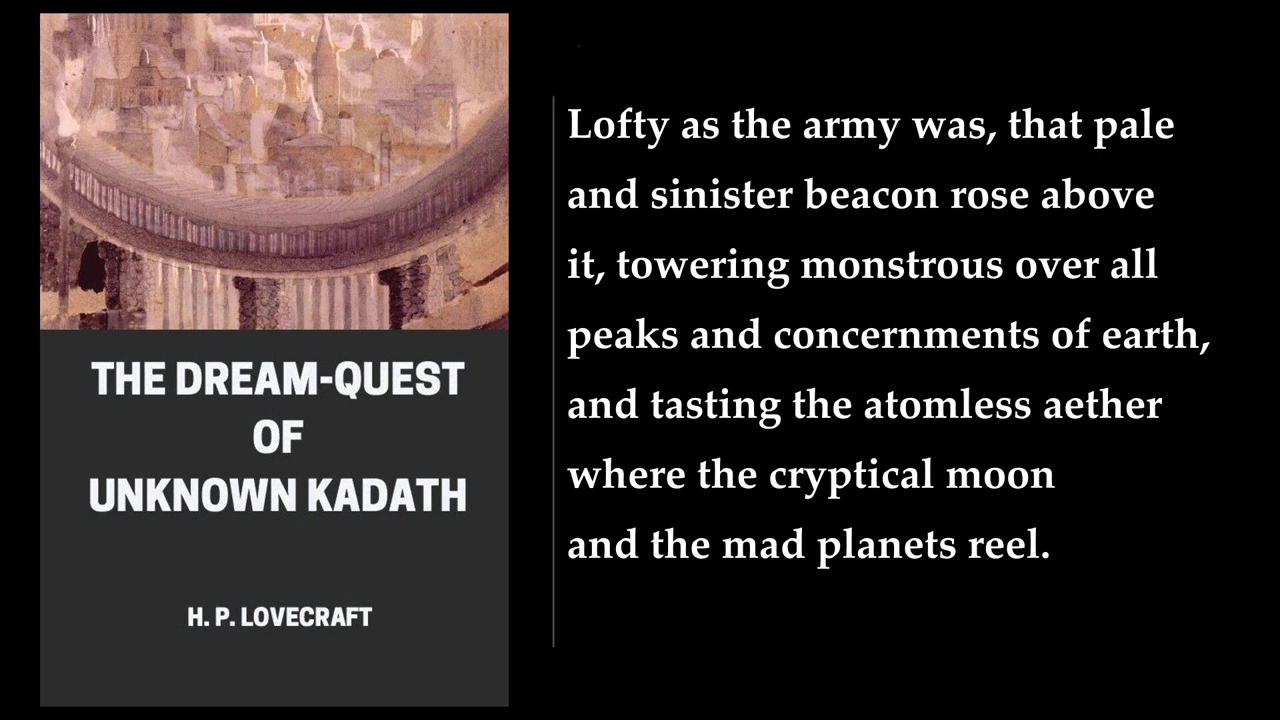 THE DREAM-QUEST
OF
UNKNOWN KADATH
H. P. LOVECRAFT
Lofty as the army was, that pale
and sinister beacon rose above
it, towering monstrous over all
peaks and concernments of earth,
and tasting the atomless aether
where the cryptical moon
and the mad planets reel.